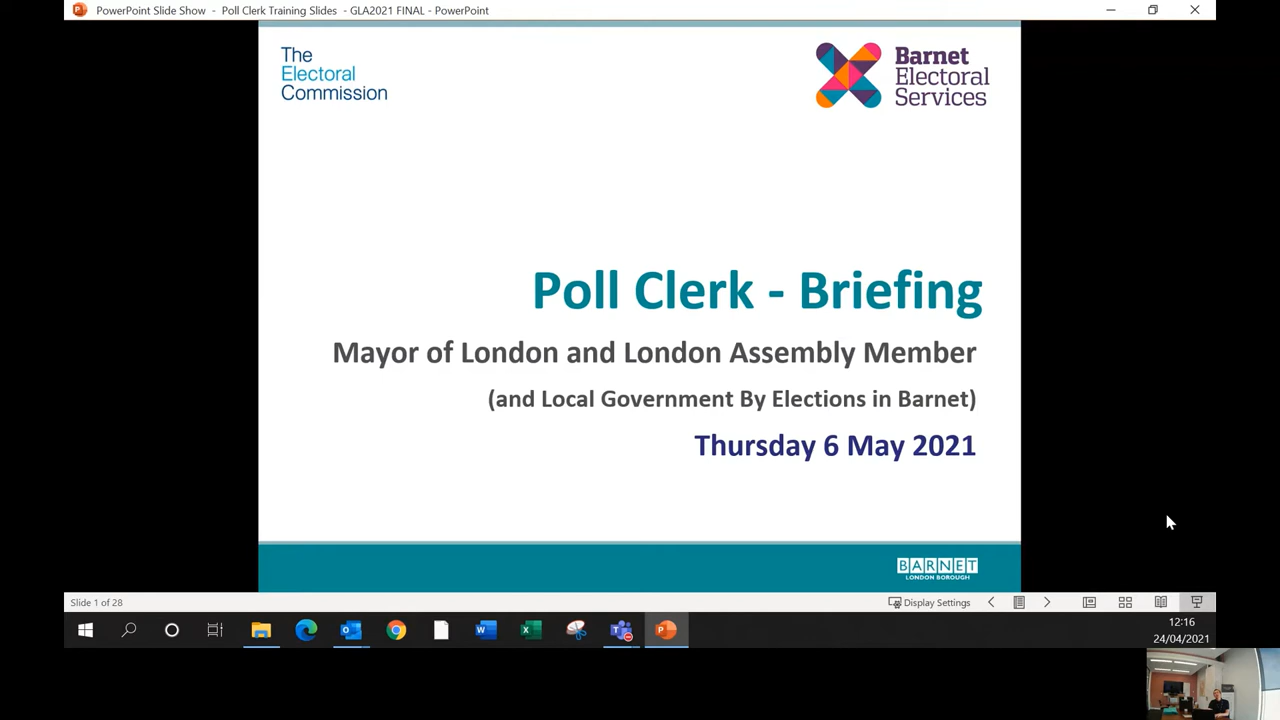 PowerPoint Slide Show - Poll Clerk Training Slides - GLA2021 FINAL - PowerPoint
The
Electoral
Commission
Barnet
Electoral
Services
Poll Clerk - Briefing
Mayor of London and London Assembly Member
(and Local Government By Elections in Barnet)
Thursday 6 May 2021
BARNET
LONDON BOROUGH
Slide 1 of 28
Display Settings
12:16
24/04/2021